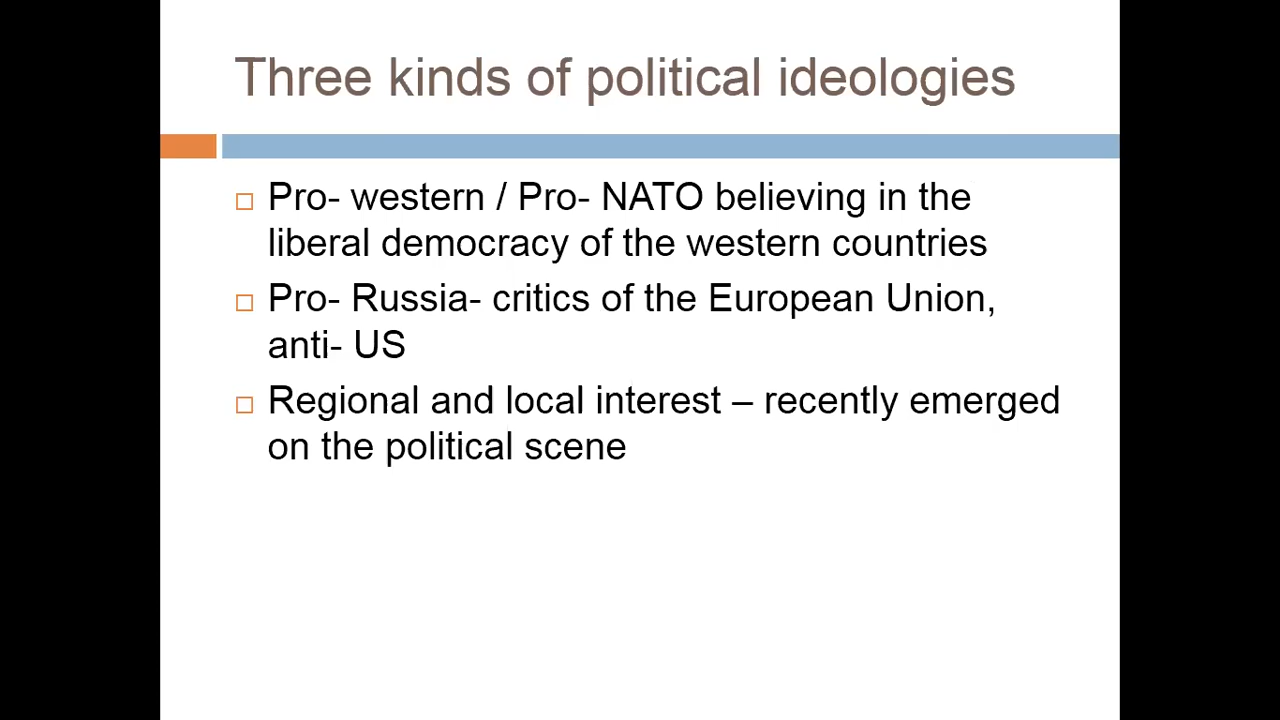 Three kinds of political ideologies
Pro- western / Pro- NATO believing in the
liberal democracy of the western countries
Pro- Russia- critics of the European Union,
anti- US
Regional and local interest – recently emerged
on the political scene